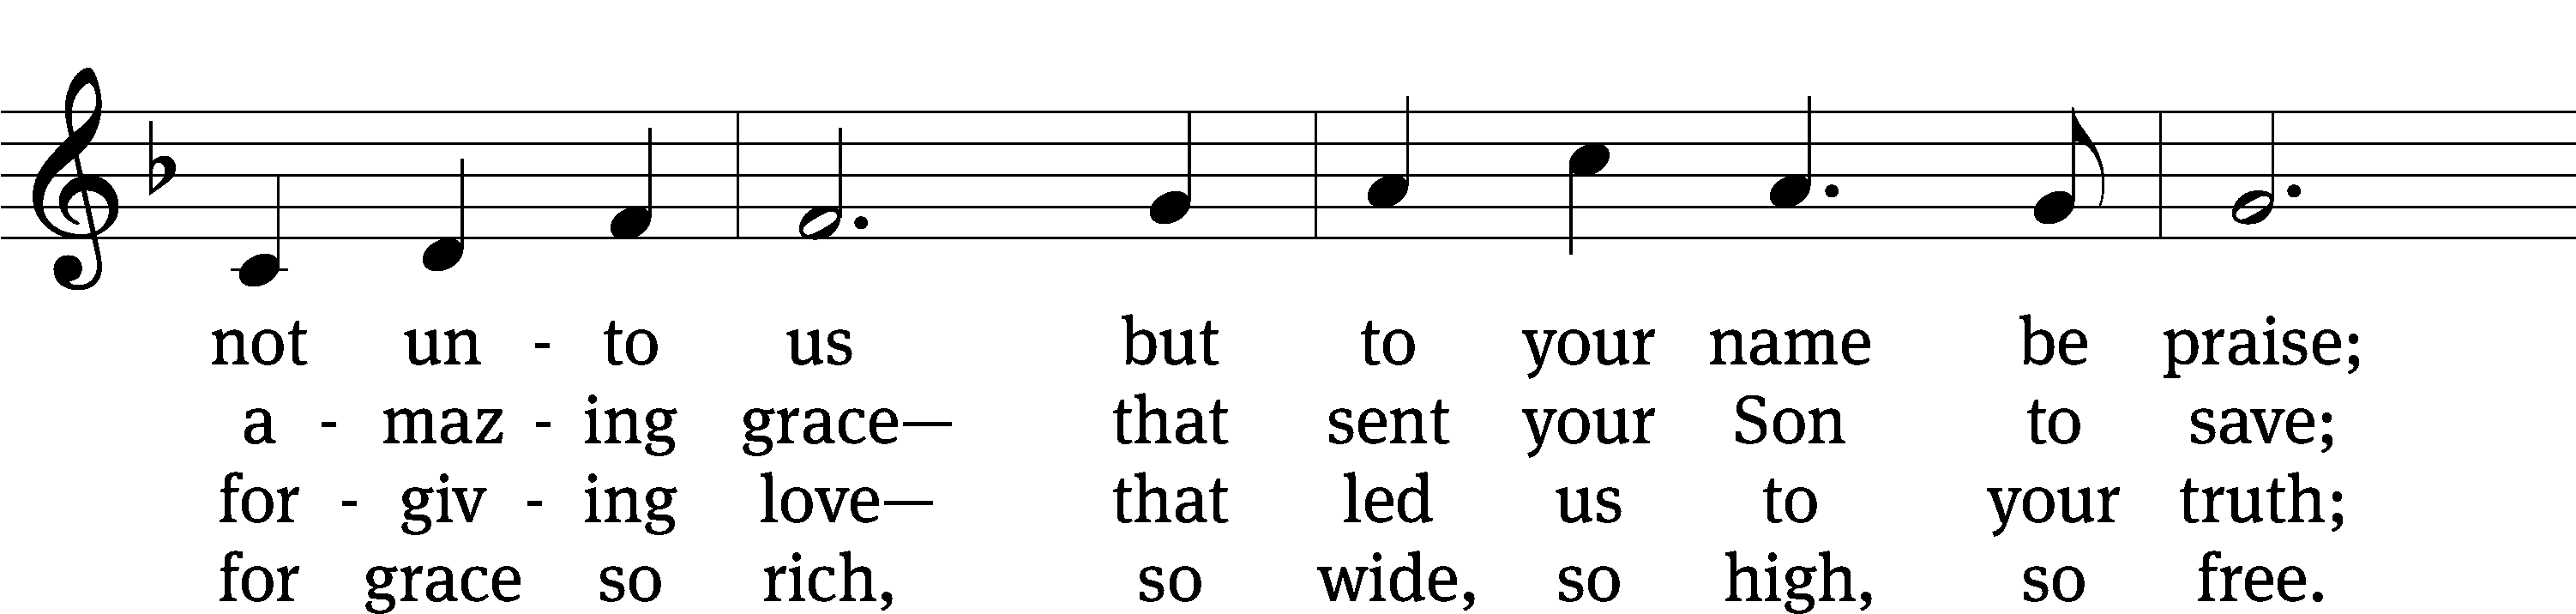 not un - to us but to your name be praise;
a - maz - ing grace— that sent your Son to save;
for - giv - ing love— that led us to your truth;
for grace so rich, so wide, so high, so free.